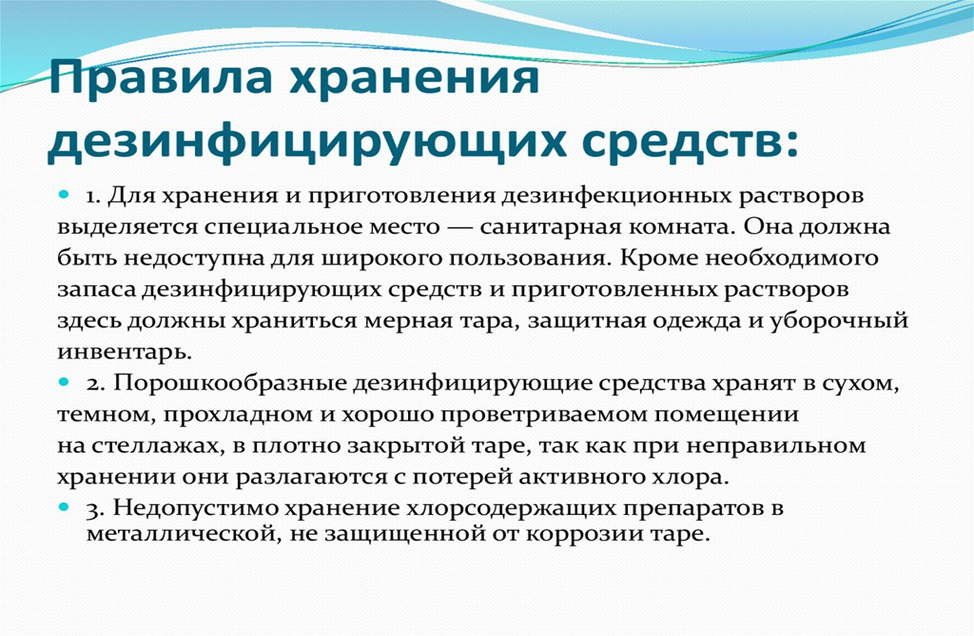 Правила хранения
дезинфицирующих средств:
• 1. Для хранения и приготовления дезинфекционных растворов
выделяется специальное место — санитарная комната. Она должна
быть недоступна для широкого пользования. Кроме необходимого
запаса дезинфицирующих средств и приготовленных растворов
здесь должны храниться мерная тара, защитная одежда и уборочный
инвентарь.
• 2. Порошкообразные дезинфицирующие средства хранят в сухом,
темном, прохладном и хорошо проветриваемом помещении
на стеллажах, в плотно закрытой таре, так как при неправильном
хранении они разлагаются с потерей активного хлора.
• 3. Недопустимо хранение хлорсодержащих препаратов в
металлической, не защищенной от коррозии таре.